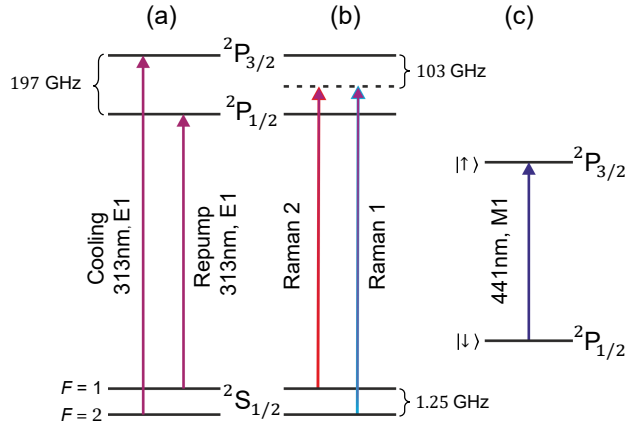 (a)
(b)
(c)
²P₃/₂
197 GHz
103 GHz
²P₁/₂
Cooling
313nm, E1
Repump
313nm, E1
Raman 2
Raman 1
|↑⟩
²P₃/₂
441nm, M1
|↓⟩
²P₁/₂
F = 1
²S₁/₂
F = 2
1.25 GHz